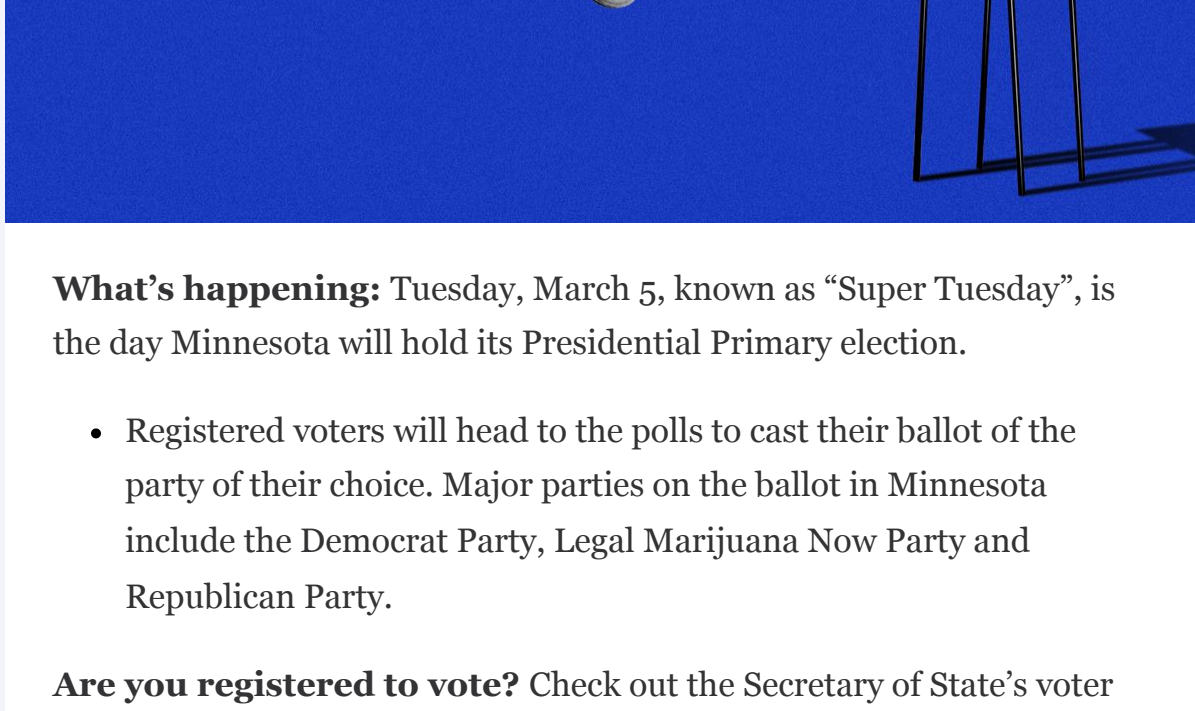 What’s happening: Tuesday, March 5, known as “Super Tuesday”, is
the day Minnesota will hold its Presidential Primary election.
• Registered voters will head to the polls to cast their ballot of the
party of their choice. Major parties on the ballot in Minnesota
include the Democrat Party, Legal Marijuana Now Party and
Republican Party.
Are you registered to vote? Check out the Secretary of State’s voter